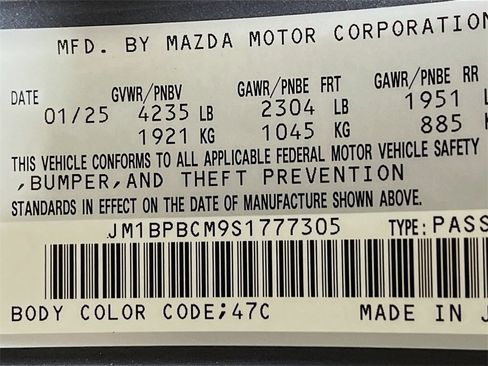 MFD. BY MAZDA MOTOR CORPORATION
DATE GVWR/PNBV GAWR/PNBE FRT GAWR/PNBE RR
01/25 4235 LB 2304 LB 1951 L
1921 KG 1045 KG 885 K
THIS VEHICLE CONFORMS TO ALL APPLICABLE FEDERAL MOTOR VEHICLE SAFETY
,BUMPER,AND THEFT PREVENTION
STANDARDS IN EFFECT ON THE DATE OF MANUFACTURE SHOWN ABOVE.
JM1BPBCM9S1777305 TYPE:PASS
BODY COLOR CODE;47C MADE IN J